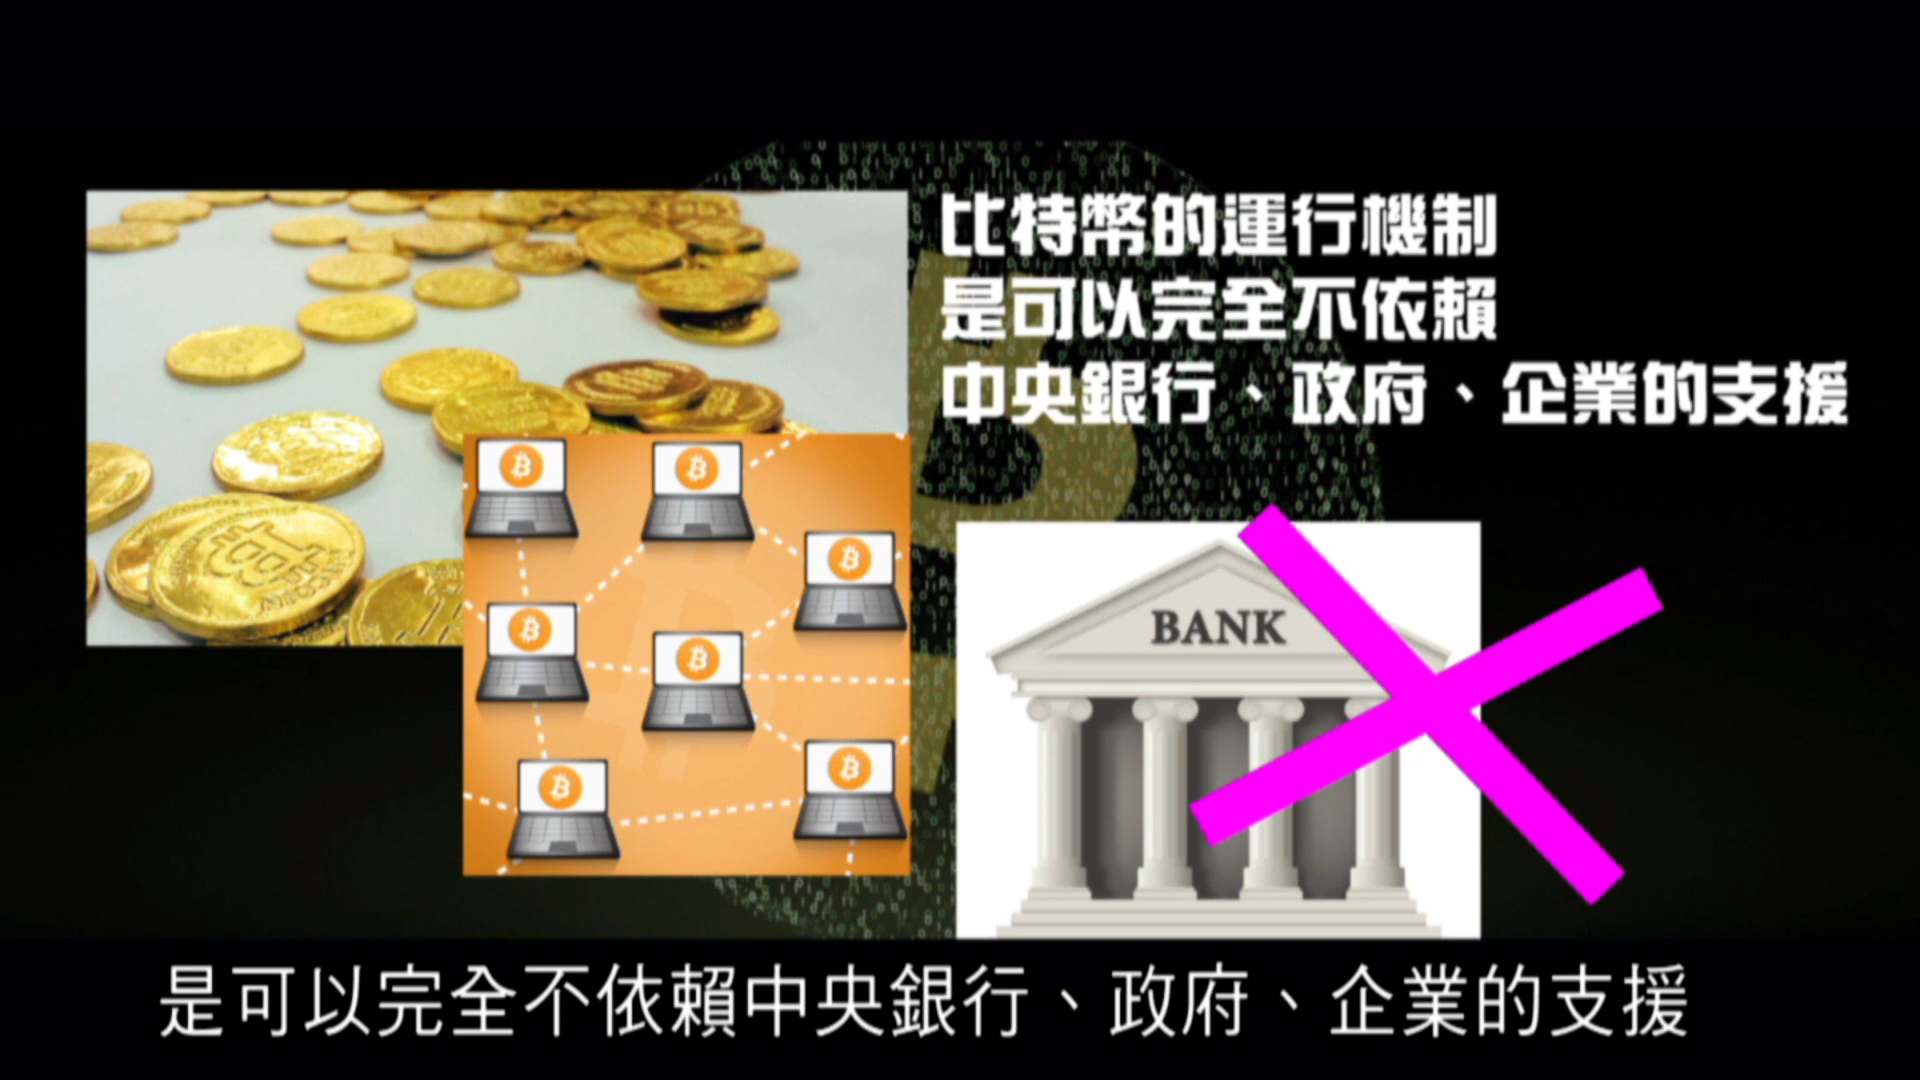 比特幣的運行機制
是可以完全不依賴
中央銀行、政府、企業的支援
BANK
是可以完全不依賴中央銀行、政府、企業的支援